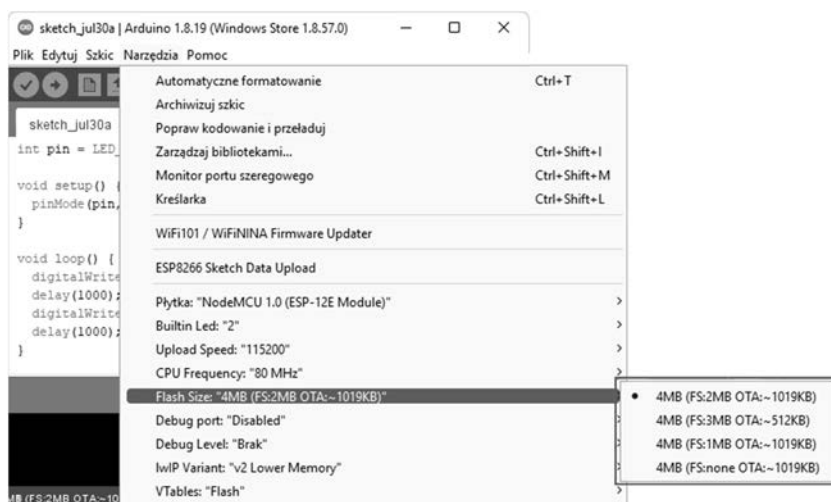 sketch_jul30a | Arduino 1.8.19 (Windows Store 1.8.57.0)
Plik Edytuj Szkic Narzędzia Pomoc
sketch_jul30a
int pin = LED_
void setup() {
pinMode(pin,
}
void loop() {
digitalWrite
delay(1000);
digitalWrite
delay(1000);
}
Automatyczne formatowanie Ctrl+T
Archiwizuj szkic
Popraw kodowanie i przeładuj
Zarządzaj bibliotekami... Ctrl+Shift+I
Monitor portu szeregowego Ctrl+Shift+M
Kreślarka Ctrl+Shift+L
WiFi101 / WiFiNINA Firmware Updater
ESP8266 Sketch Data Upload
Płytka: "NodeMCU 1.0 (ESP-12E Module)"
Builtin Led: "2"
Upload Speed: "115200"
CPU Frequency: "80 MHz"
Flash Size: "4MB (FS:2MB OTA:~1019KB)"
Debug port: "Disabled"
Debug Level: "Brak"
IwIP Variant: "v2 Lower Memory"
VTables: "Flash"
4MB (FS:2MB OTA:~1019KB)
4MB (FS:3MB OTA:~512KB)
4MB (FS:1MB OTA:~1019KB)
4MB (FS:none OTA:~1019KB)
MB (FS:2MB OTA:~10